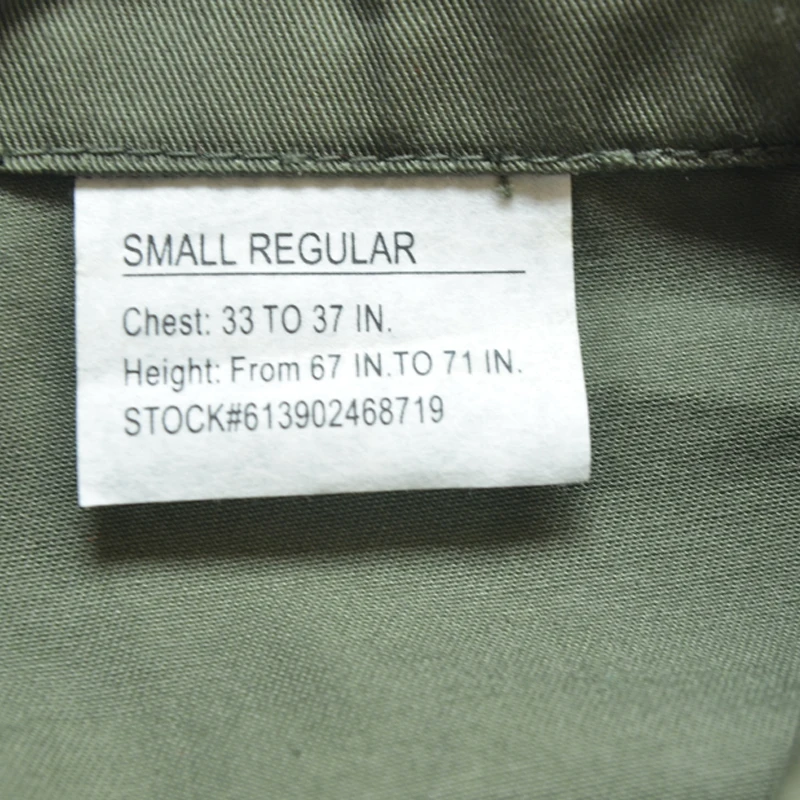 SMALL REGULAR
Chest: 33 TO 37 IN.
Height: From 67 IN.TO 71 IN.
STOCK#613902468719